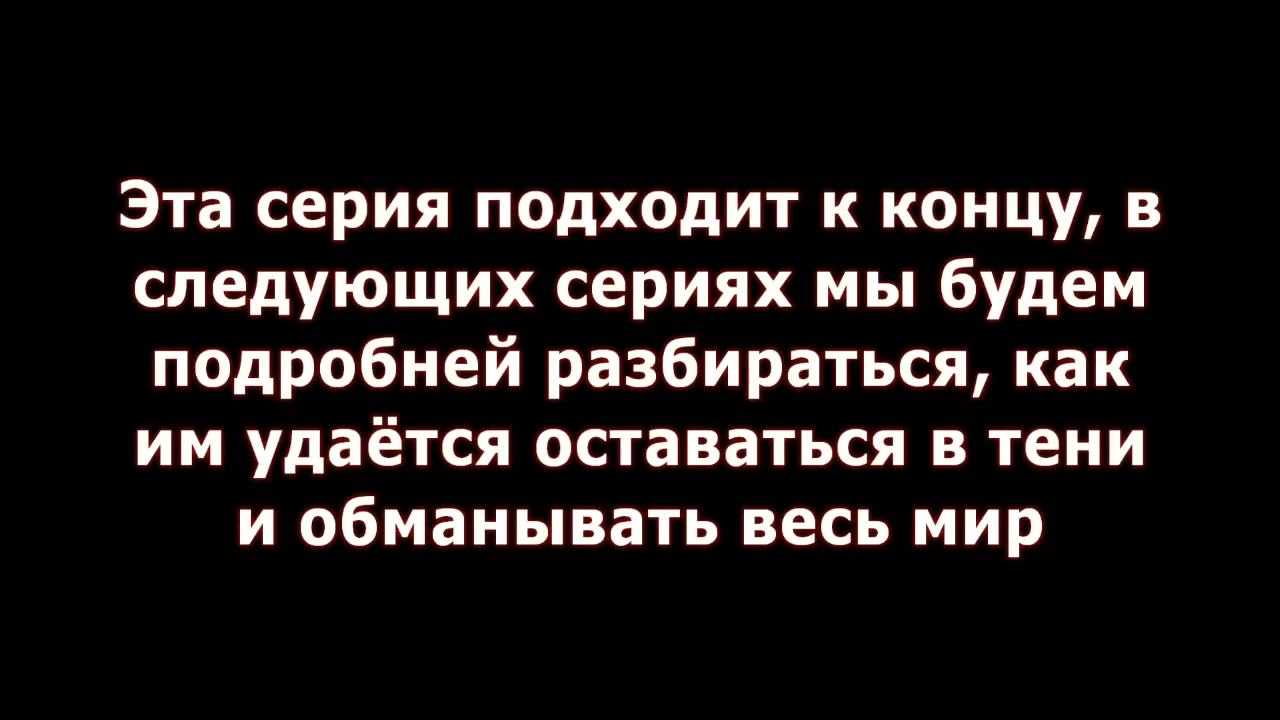 Эта серия подходит к концу, в
следующих сериях мы будем
подробней разбираться, как
им удаётся оставаться в тени
и обманывать весь мир